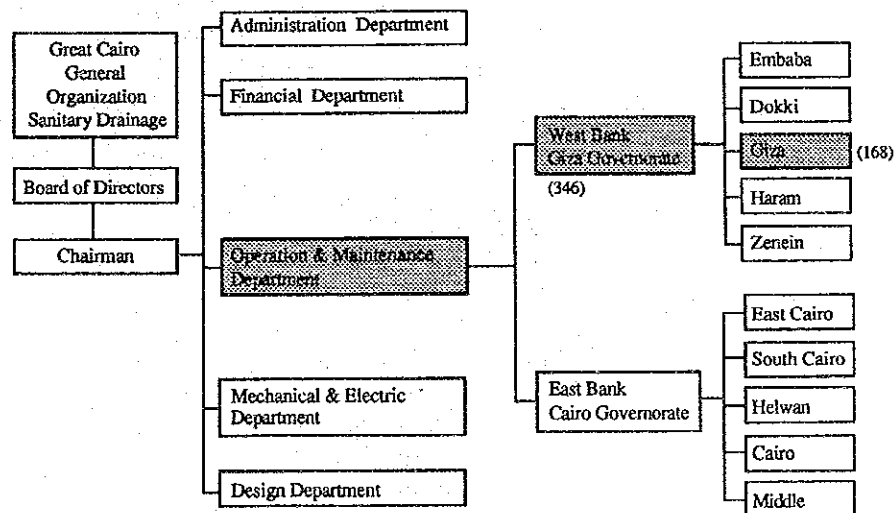 Great Cairo
General
Organization
Sanitary Drainage
Board of Directors
Chairman
Administration Department
Financial Department
Operation & Maintenance
Department
Mechanical & Electric
Department
Design Department
West Bank
Giza Governorate
(346)
East Bank
Cairo Governorate
Embaba
Dokki
Giza
(168)
Haram
Zenein
East Cairo
South Cairo
Helwan
Cairo
Middle